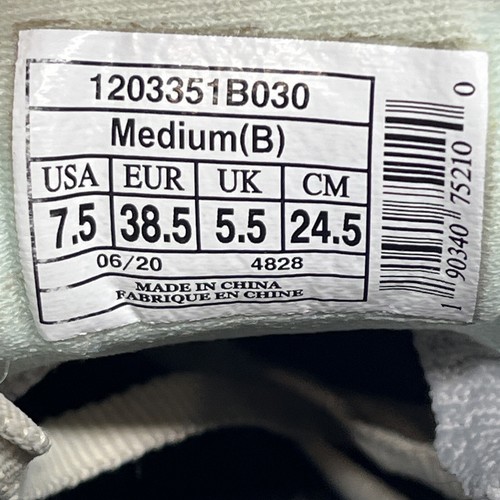 1203351B030
Medium(B)
USA EUR UK CM
7.5 38.5 5.5 24.5
06/20 4828
MADE IN CHINA
FABRIQUE EN CHINE
1 90340 75210 0